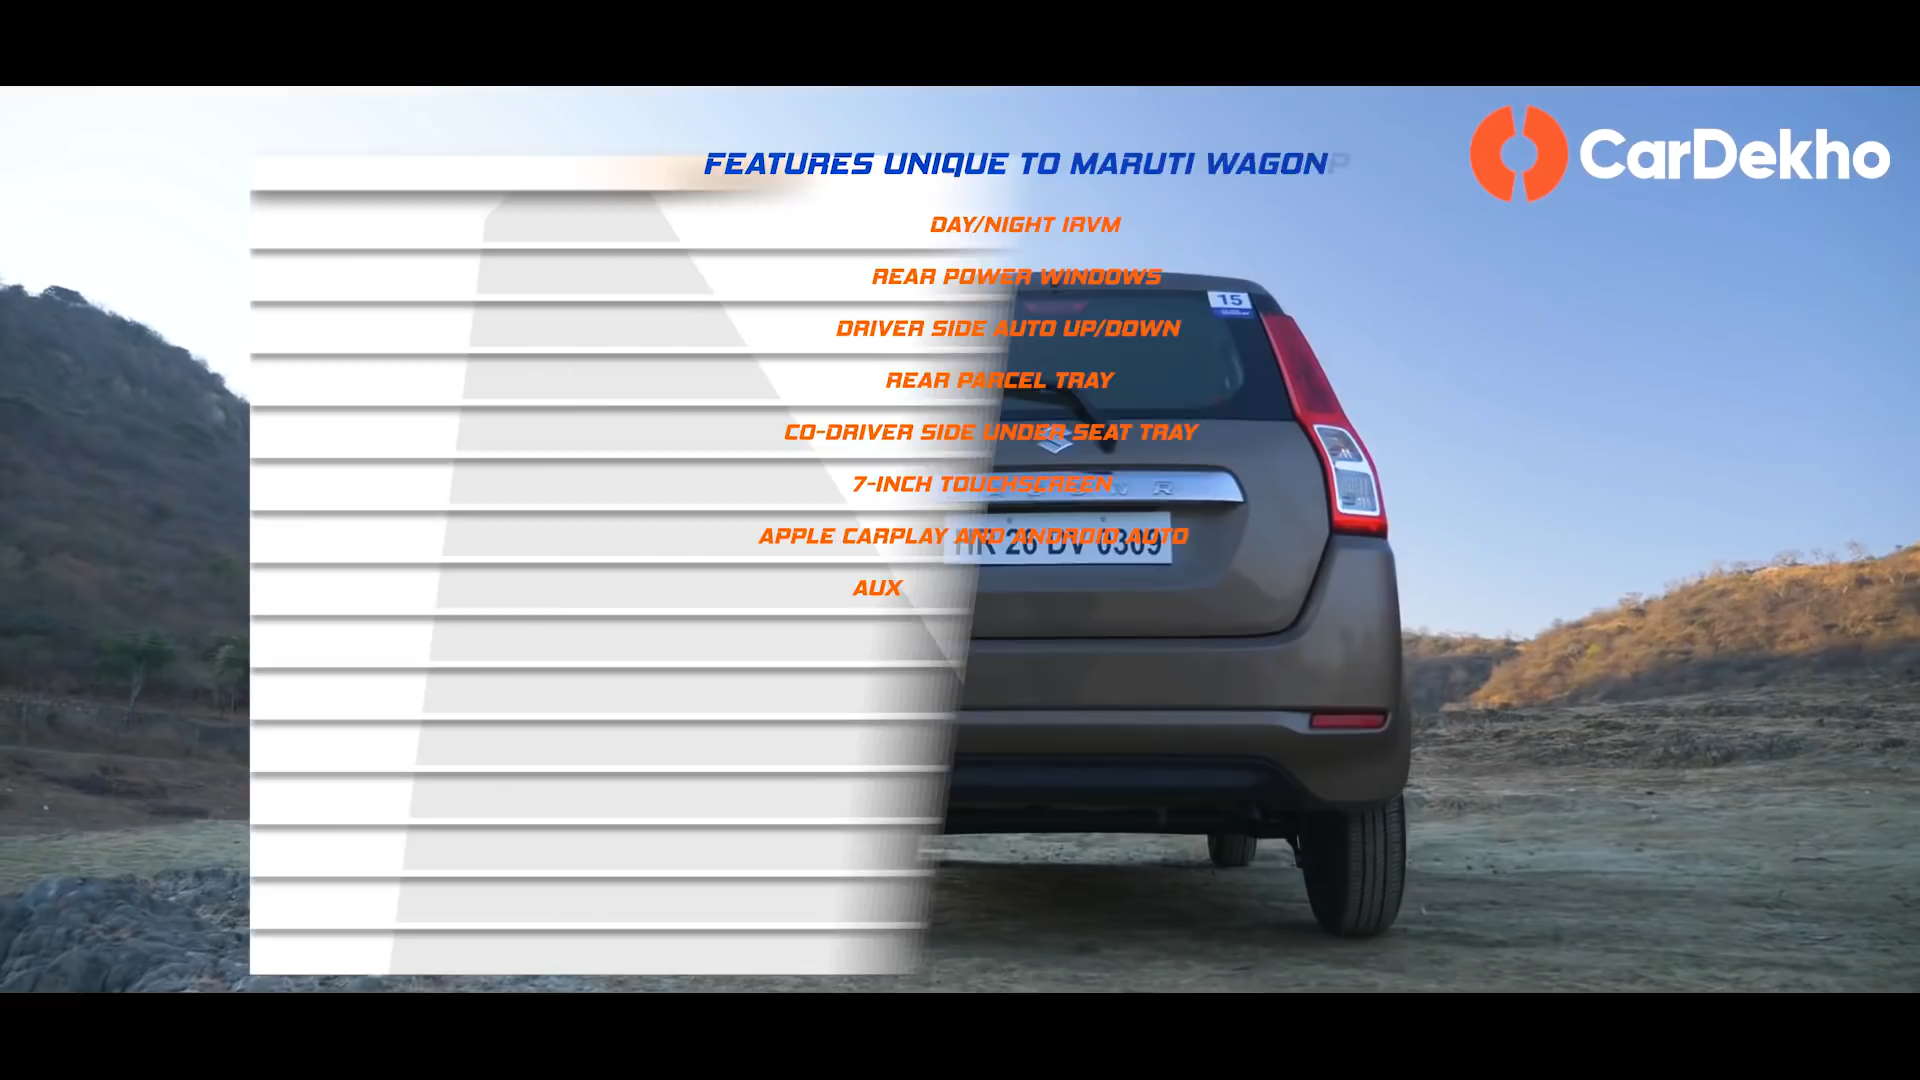 CarDekho
FEATURES UNIQUE TO MARUTI WAGON
DAY/NIGHT IRVM
REAR POWER WINDOWS
15
DRIVER SIDE AUTO UP/DOWN
REAR PARCEL TRAY
CO-DRIVER SIDE UNDER SEAT TRAY
7-INCH TOUCHSCREEN
APPLE CARPLAY AND ANDROID AUTO
AUX